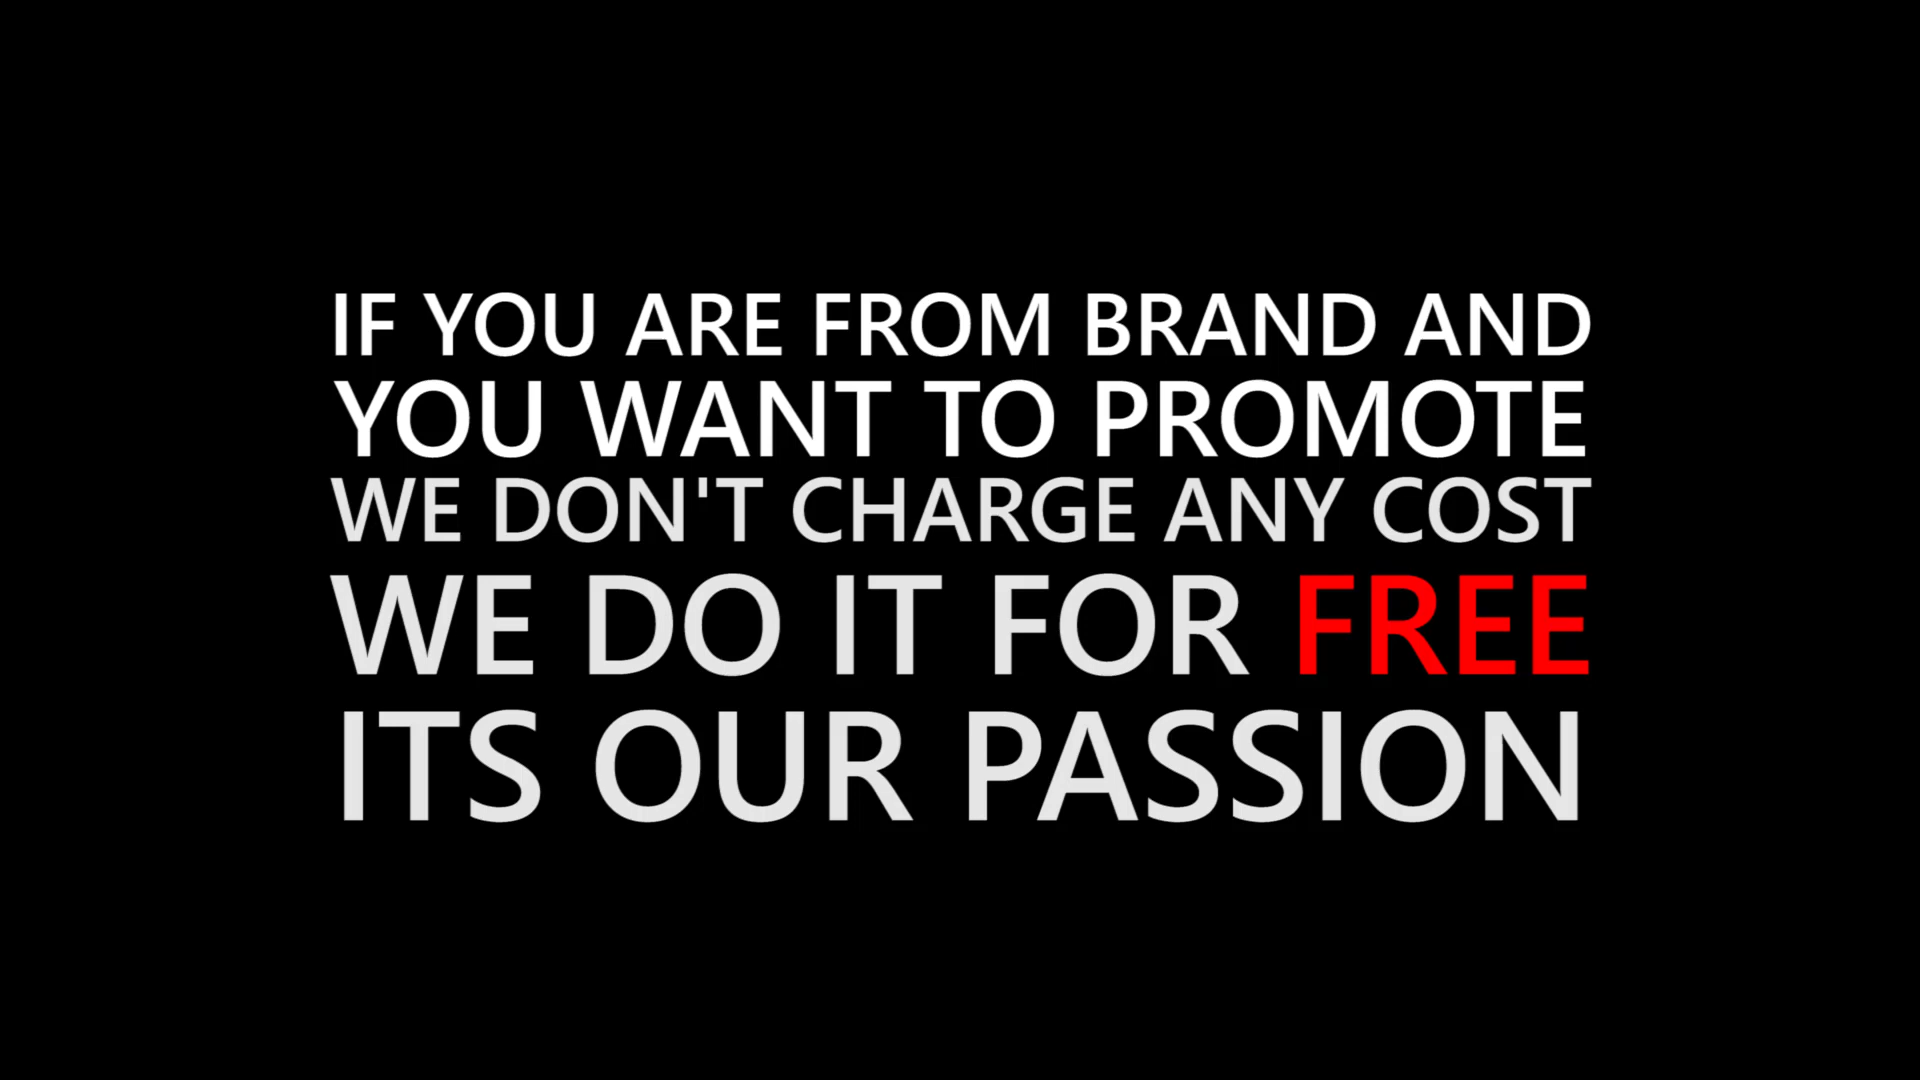 IF YOU ARE FROM BRAND AND
YOU WANT TO PROMOTE
WE DON'T CHARGE ANY COST
WE DO IT FOR FREE
ITS OUR PASSION